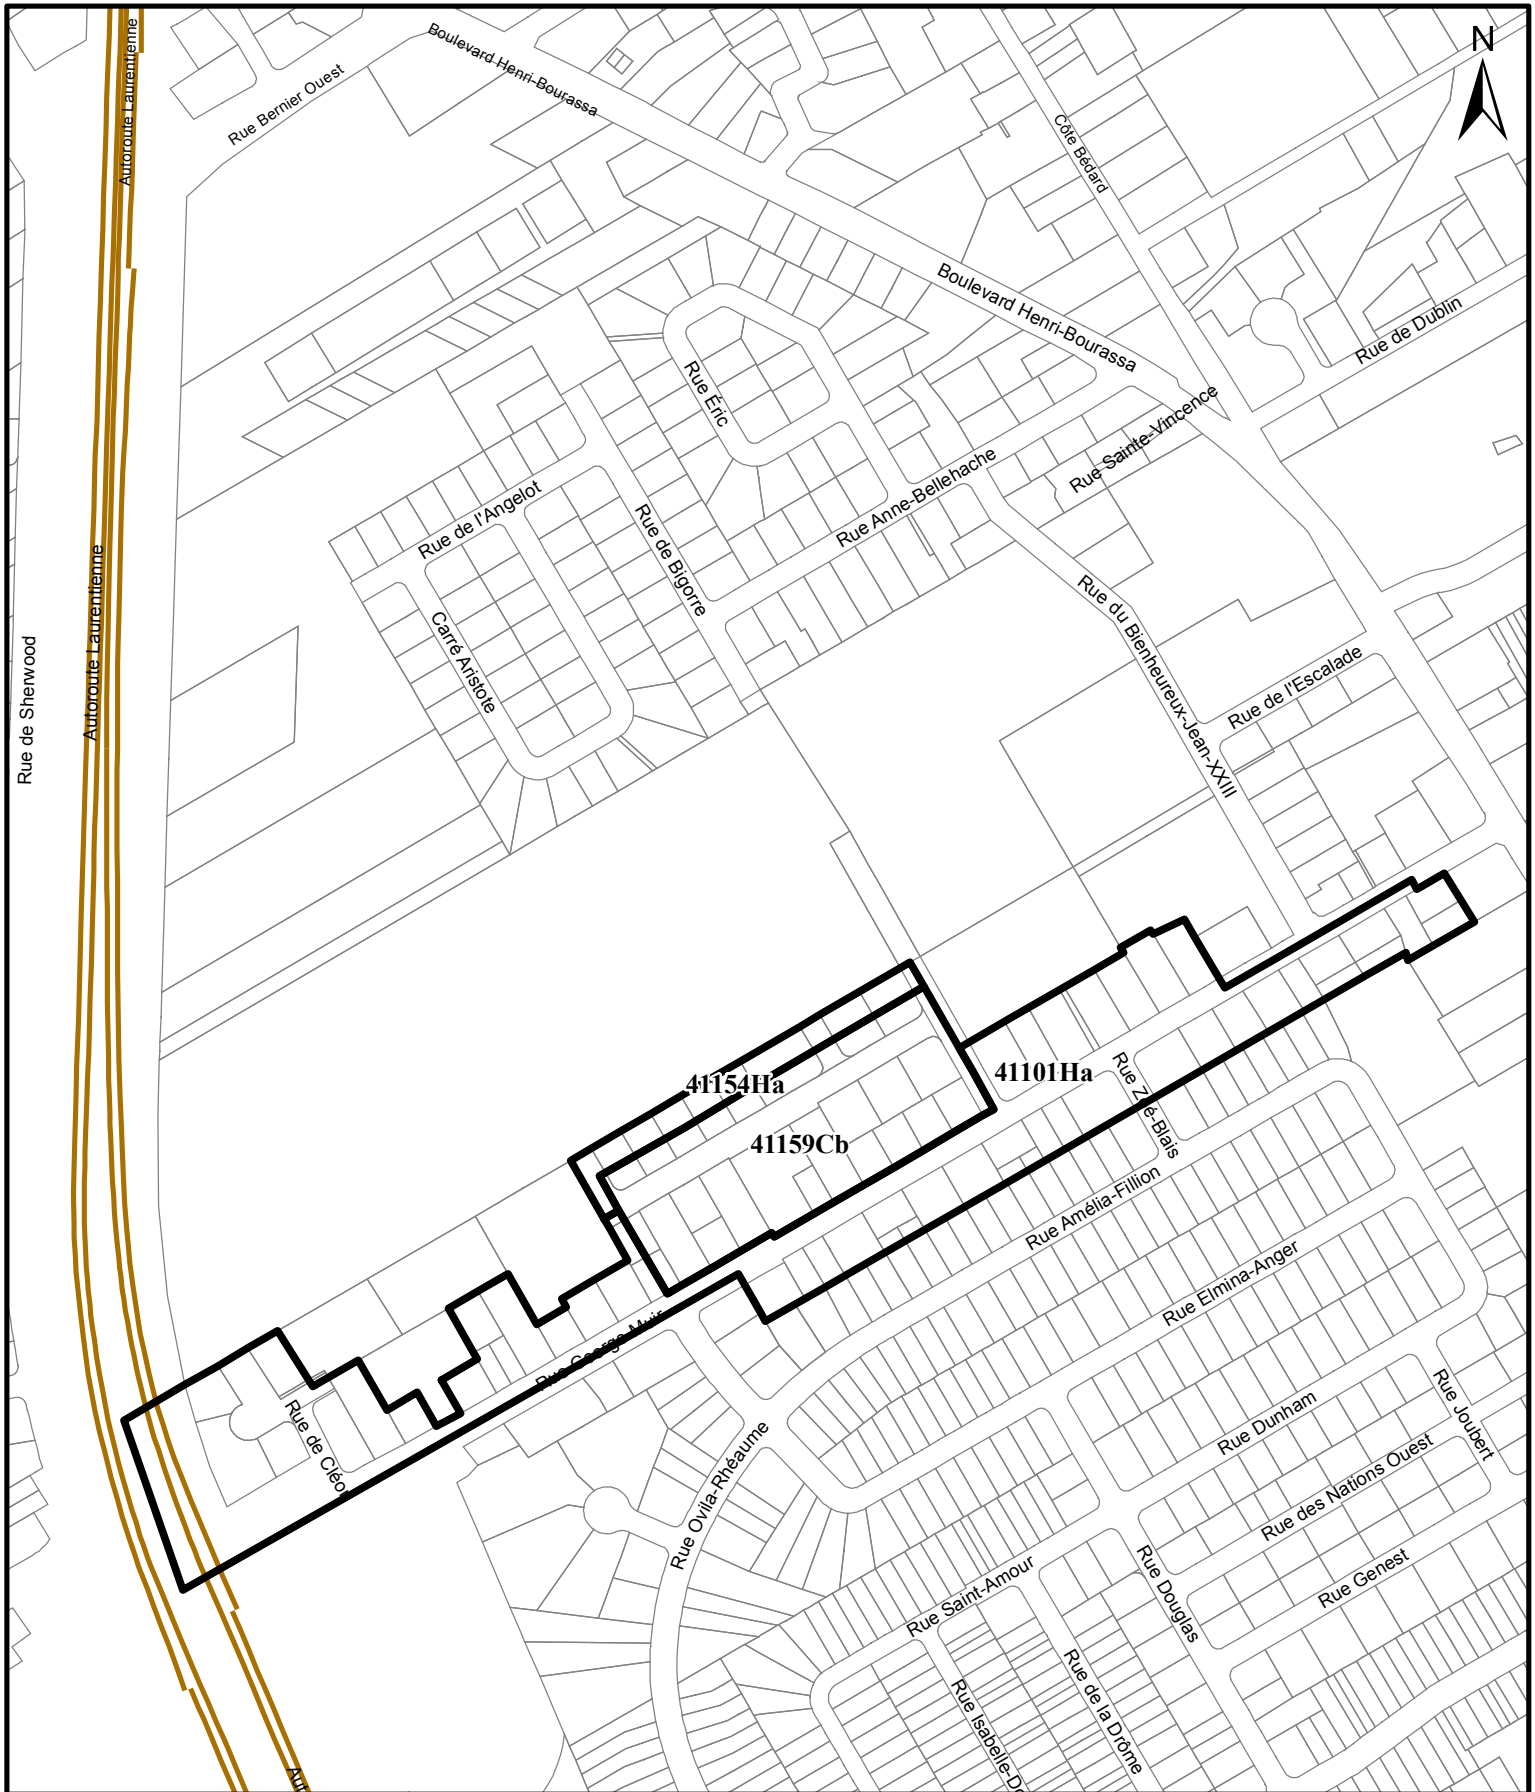 N
Autoroute Laurentienne
Rue Bernier Ouest
Boulevard Henri-Bourassa
Côte Bédard
Boulevard Henri-Bourassa
Rue de Dublin
Rue Éric
Rue Sainte-Vincence
Rue Anne-Bellehache
Rue de l'Angelot
Rue de Bigorre
Autoroute Laurentienne
Rue de Sherwood
Carré Aristote
Rue du Bienheureux-Jean-XXIII
Rue de l'Escalade
41154Ha
41101Ha
41159Cb
Rue Amélia-Fillion
Rue Elmina-Anger
Rue George-Muir
Rue de Cléo
Rue Ovila-Rhéaume
Rue Dunham
Rue Joubert
Rue des Nations Ouest
Rue Genest
Rue Douglas
Rue Saint-Amour
Rue de la Drôme
Rue Isabelle-D
Aut